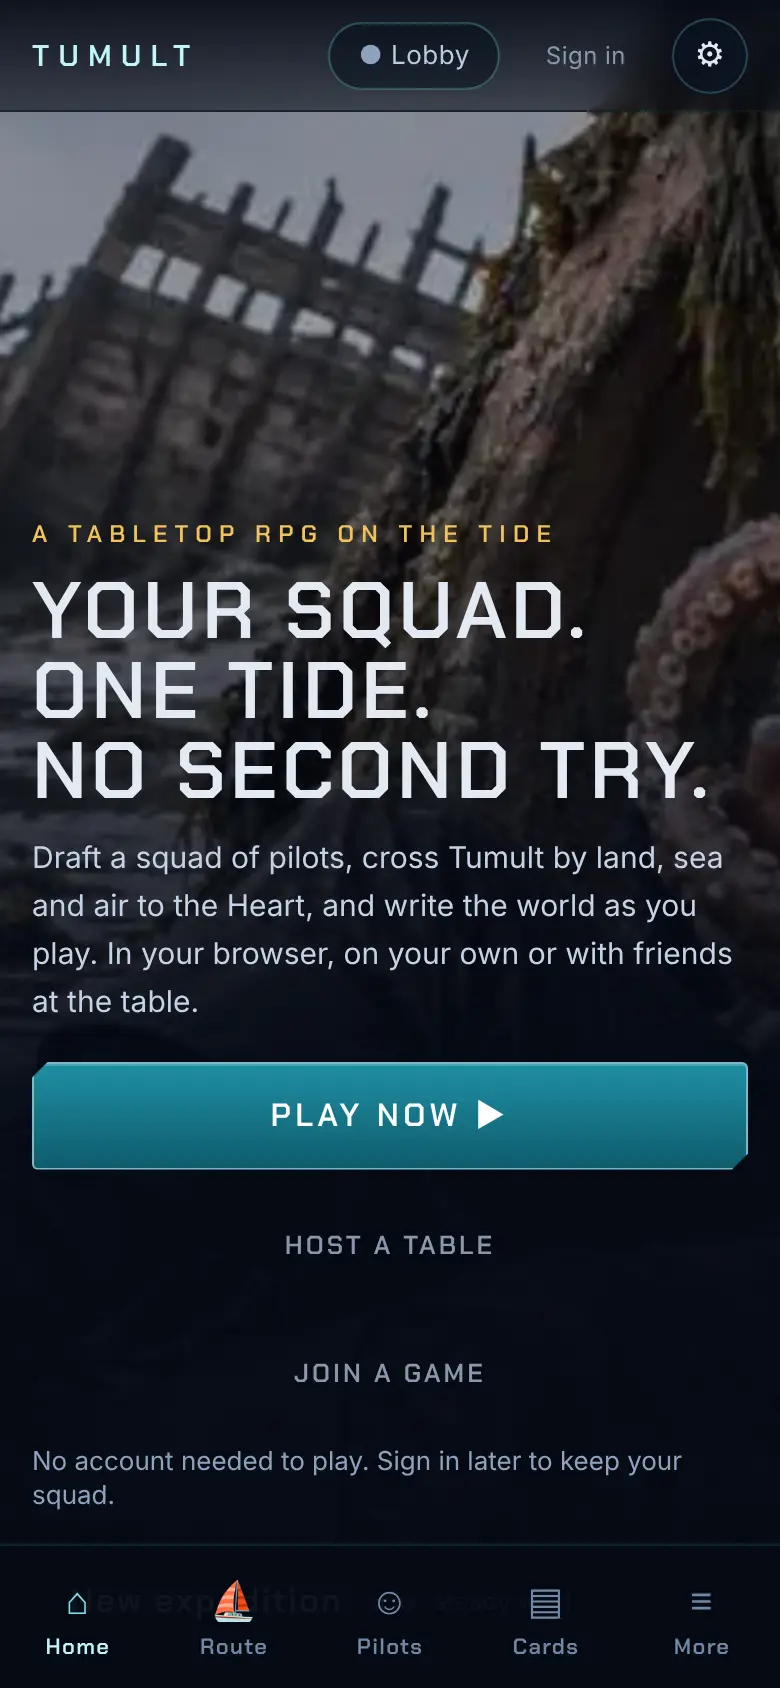 TUMULT
Lobby
Sign in
A TABLETOP RPG ON THE TIDE
YOUR SQUAD.
ONE TIDE.
NO SECOND TRY.
Draft a squad of pilots, cross Tumult by land, sea
and air to the Heart, and write the world as you
play. In your browser, on your own or with friends
at the table.
PLAY NOW ▶
HOST A TABLE
JOIN A GAME
No account needed to play. Sign in later to keep your
squad.
Home
Route
Pilots
Cards
More